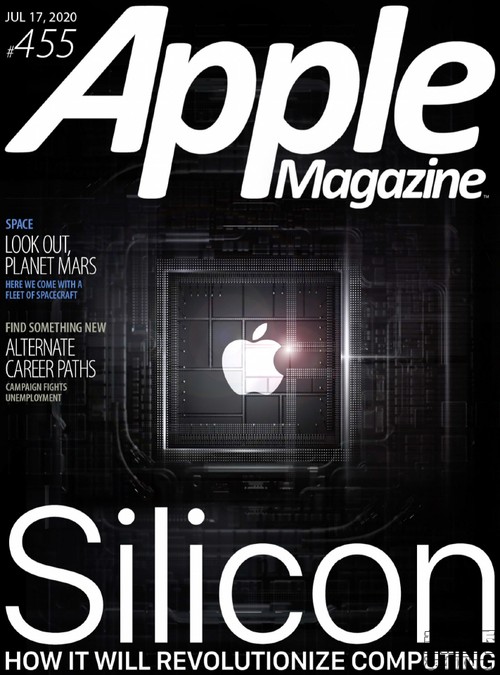 JUL 17, 2020
#455
Apple
Magazine™
SPACE
LOOK OUT,
PLANET MARS
HERE WE COME WITH A
FLEET OF SPACECRAFT
FIND SOMETHING NEW
ALTERNATE
CAREER PATHS
CAMPAIGN FIGHTS
UNEMPLOYMENT
Silicon
HOW IT WILL REVOLUTIONIZE COMPUTING